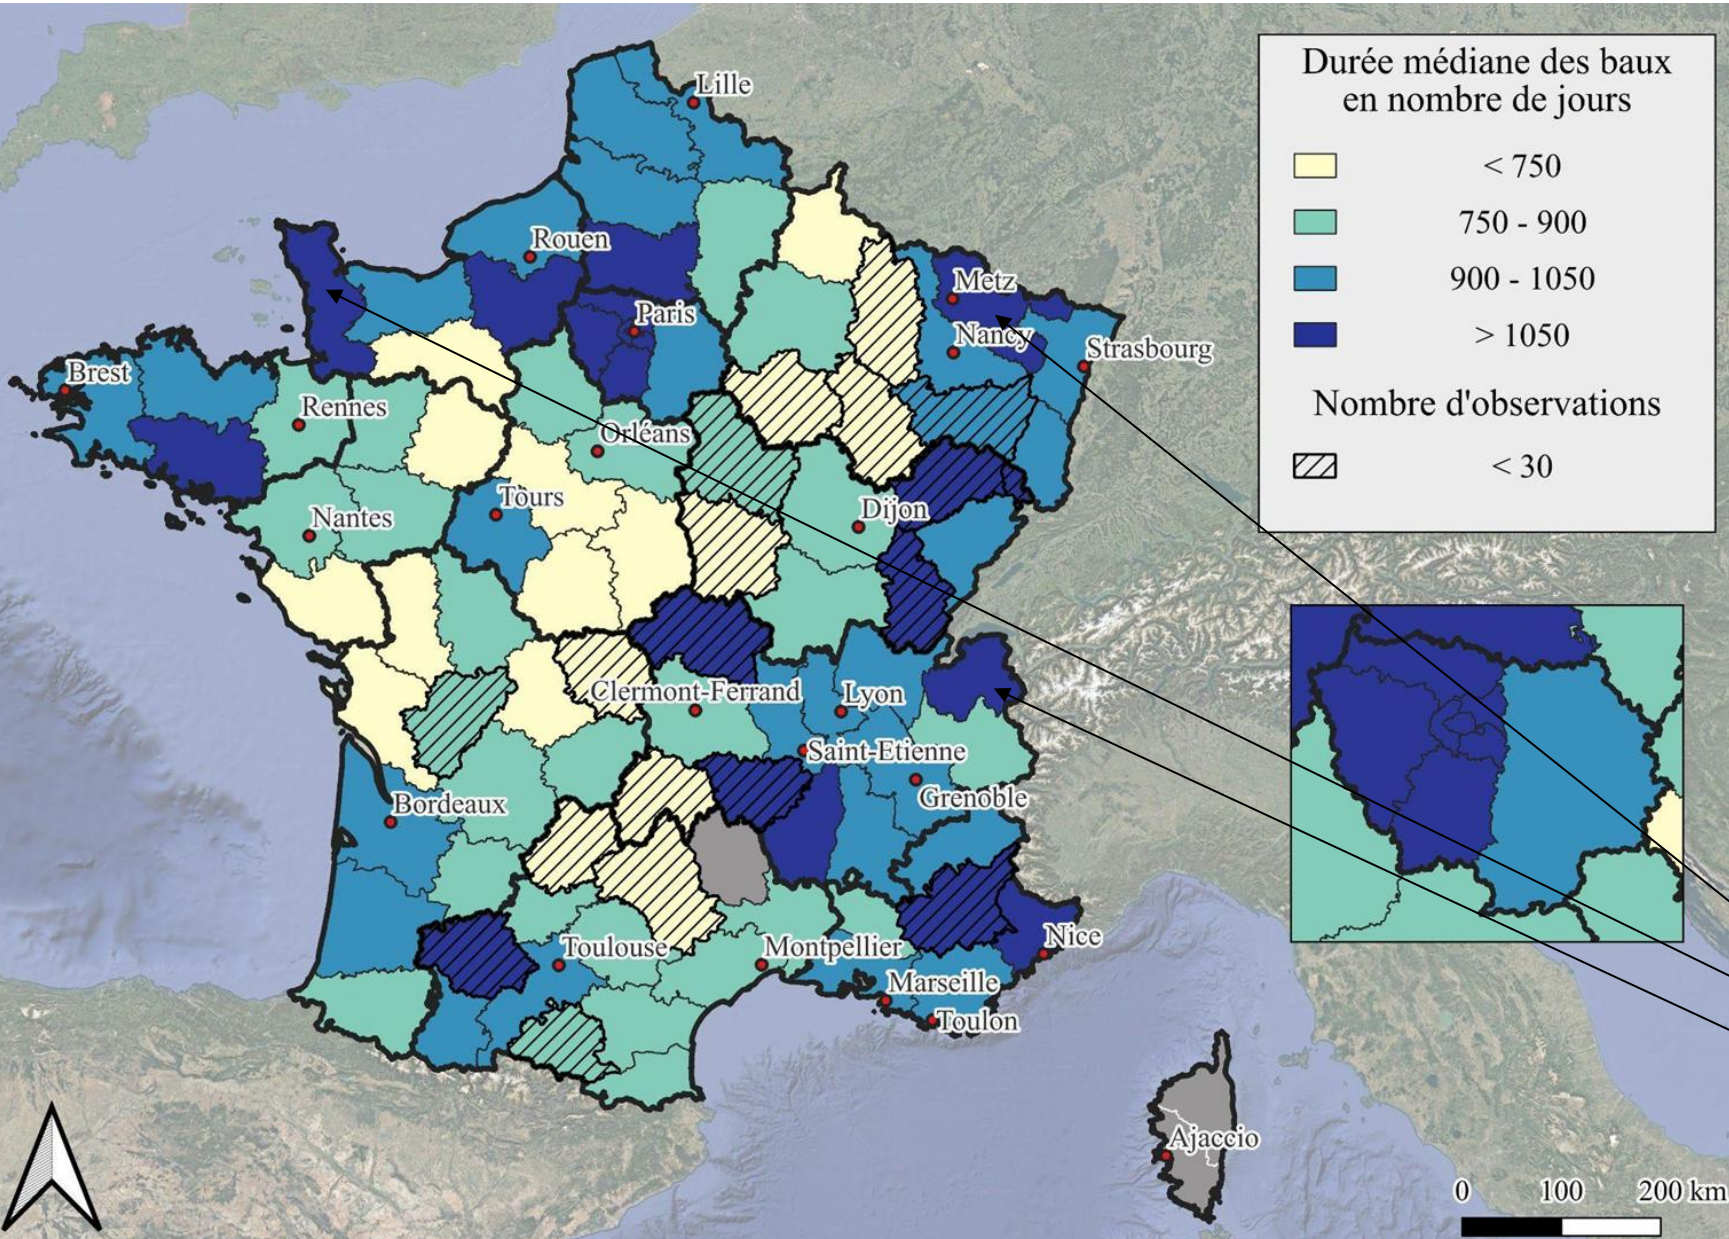 Durée médiane des baux
en nombre de jours
< 750
750 - 900
900 - 1050
> 1050
Nombre d'observations
< 30
Lille
Rouen
Metz
Paris
Nancy
Strasbourg
Brest
Rennes
Orléans
Tours
Nantes
Dijon
Clermont-Ferrand
Lyon
Saint-Etienne
Grenoble
Bordeaux
Toulouse
Montpellier
Nice
Marseille
Toulon
Ajaccio
0 100 200 km